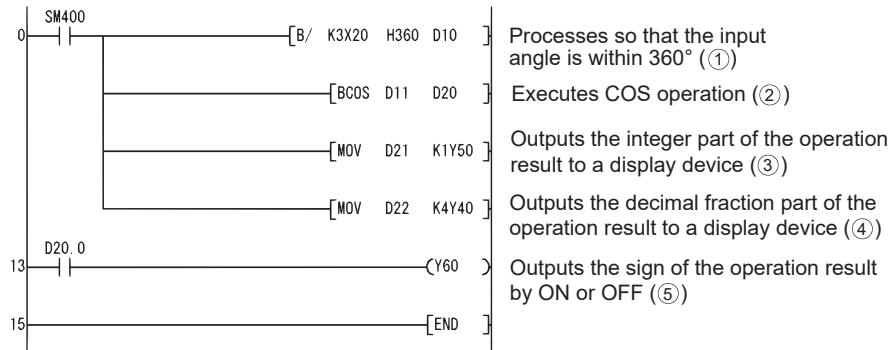 SM400
0 [B/ K3X20 H360 D10 ] Processes so that the input
angle is within 360° (①)
[BCOS D11 D20 ] Executes COS operation (②)
[MOV D21 K1Y50 ] Outputs the integer part of the operation
result to a display device (③)
[MOV D22 K4Y40 ] Outputs the decimal fraction part of the
operation result to a display device (④)
D20.0
13 (Y60 ) Outputs the sign of the operation result
by ON or OFF (⑤)
15 [END ]